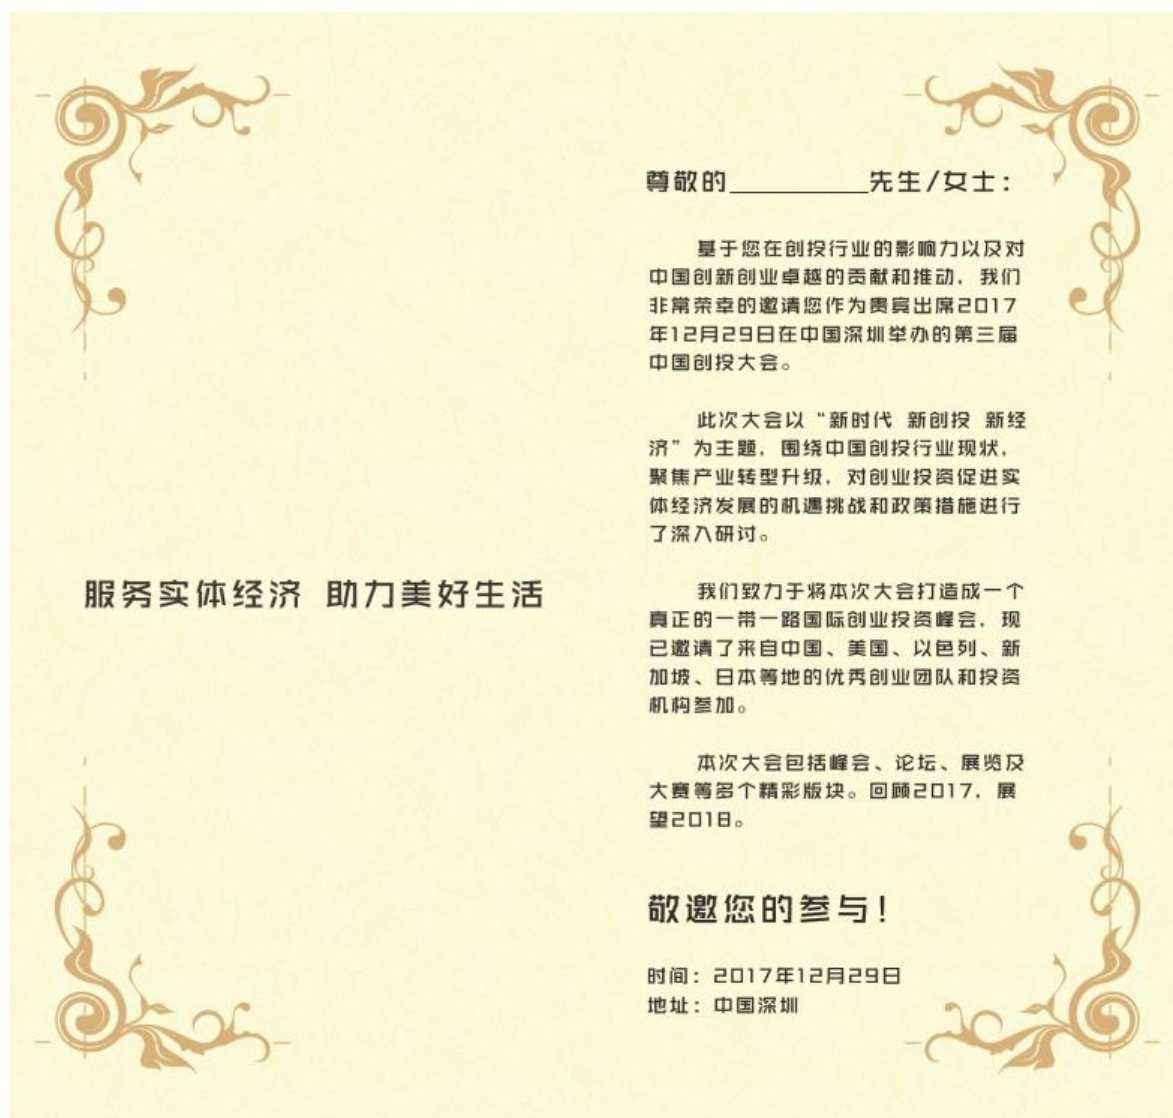 服务实体经济 助力美好生活
尊敬的__________先生/女士：
基于您在创投行业的影响力以及对
中国创新创业卓越的贡献和推动，我们
非常荣幸的邀请您作为贵宾出席2017
年12月29日在中国深圳举办的第三届
中国创投大会。
此次大会以“新时代 新创投 新经
济”为主题，围绕中国创投行业现状，
聚焦产业转型升级，对创业投资促进实
体经济发展的机遇挑战和政策措施进行
了深入研讨。
我们致力于将本次大会打造成一个
真正的一带一路国际创业投资峰会，现
已邀请了来自中国、美国、以色列、新
加坡、日本等地的优秀创业团队和投资
机构参加。
本次大会包括峰会、论坛、展览及
大赛等多个精彩版块。回顾2017，展
望2018。
敬邀您的参与！
时间：2017年12月29日
地址：中国深圳